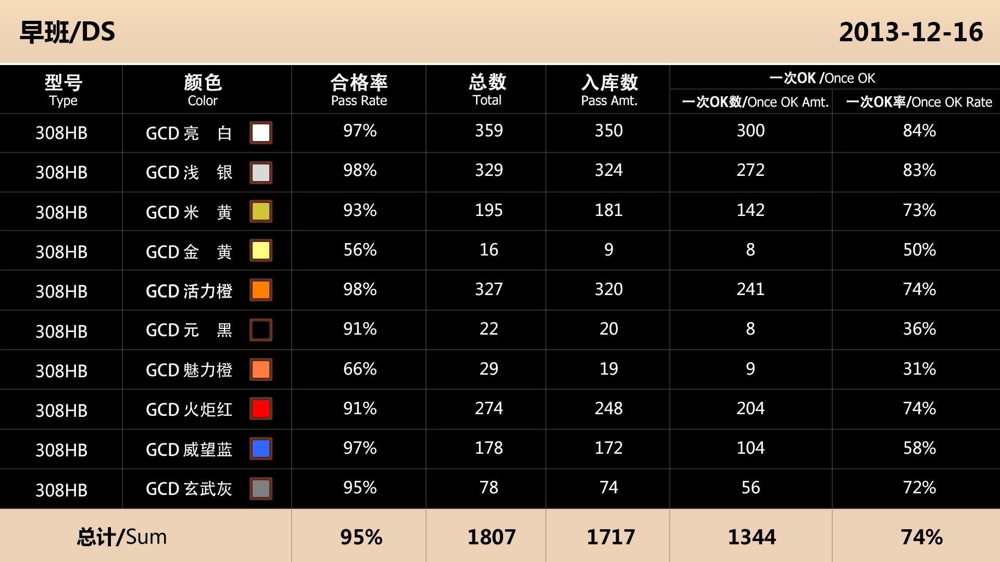 早班/DS
2013-12-16
型号 颜色 合格率 总数 入库数 一次OK /Once OK
Type Color Pass Rate Total Pass Amt. 一次OK数/Once OK Amt. 一次OK率/Once OK Rate
308HB GCD 亮 白 97% 359 350 300 84%
308HB GCD 浅 银 98% 329 324 272 83%
308HB GCD 米 黄 93% 195 181 142 73%
308HB GCD 金 黄 56% 16 9 8 50%
308HB GCD 活力橙 98% 327 320 241 74%
308HB GCD 元 黑 91% 22 20 8 36%
308HB GCD 魅力橙 66% 29 19 9 31%
308HB GCD 火炬红 91% 274 248 204 74%
308HB GCD 威望蓝 97% 178 172 104 58%
308HB GCD 玄武灰 95% 78 74 56 72%
总计/Sum 95% 1807 1717 1344 74%